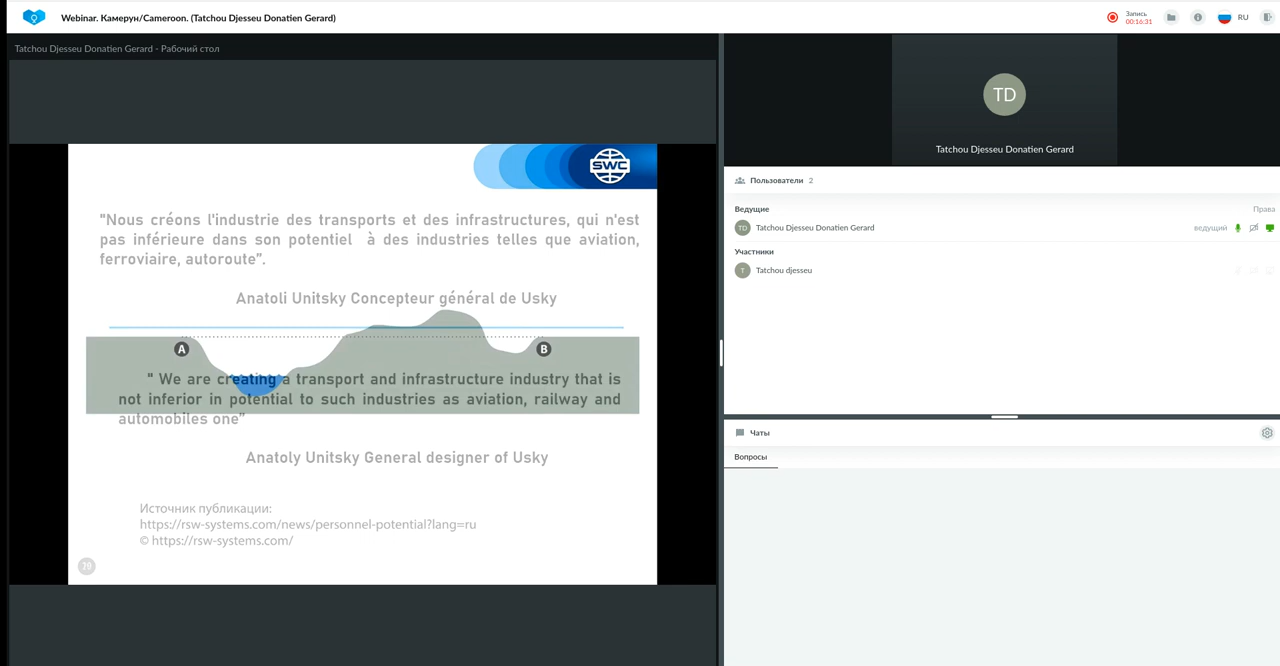 Webinar. Камерун/Cameroon. (Tatchou Djesseu Donatien Gerard)
Запись
00:16:31
RU
Tatchou Djesseu Donatien Gerard - Рабочий стол
SWC
"Nous créons l'industrie des transports et des infrastructures, qui n'est
pas inférieure dans son potentiel à des industries telles que aviation,
ferroviaire, autoroute”.
Anatoli Unitsky Concepteur général de Usky
A
B
" We are creating a transport and infrastructure industry that is
not inferior in potential to such industries as aviation, railway and
automobiles one”
Anatoly Unitsky General designer of Usky
Источник публикации:
https://rsw-systems.com/news/personnel-potential?lang=ru
© https://rsw-systems.com/
TD
Tatchou Djesseu Donatien Gerard
Пользователи 2
Ведущие Права
TD Tatchou Djesseu Donatien Gerard ведущий
Участники
T Tatchou djesseu
Чаты
Вопросы